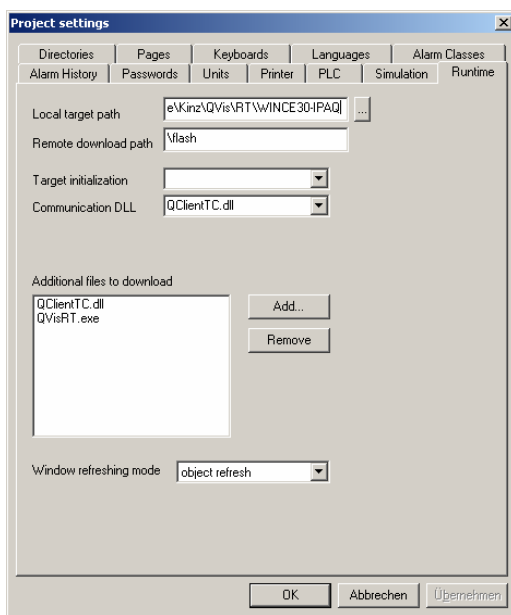 Project settings
Directories Pages Keyboards Languages Alarm Classes
Alarm History Passwords Units Printer PLC Simulation Runtime
Local target path e\Kinz\QVis\RT\WINCE30-IPAQ ...
Remote download path \flash
Target initialization
Communication DLL QClientTC.dll
Additional files to download
QClientTC.dll Add...
QVisRT.exe
Remove
Window refreshing mode object refresh
OK Abbrechen Übernehmen